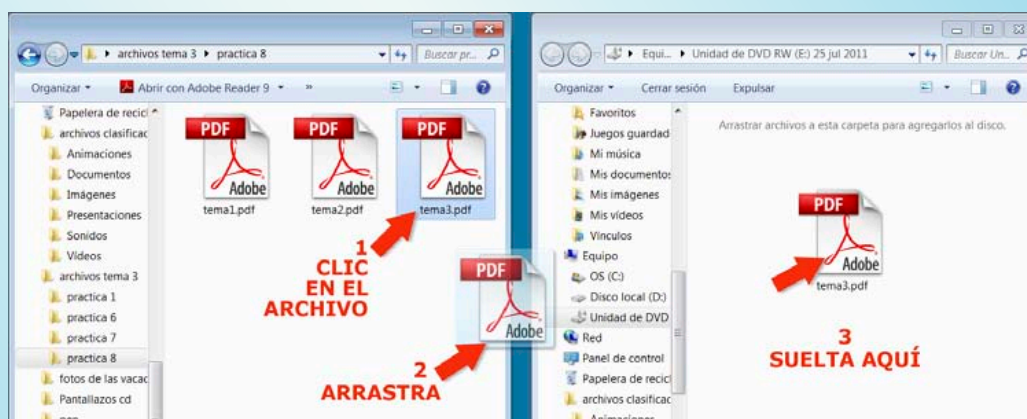 archivos tema 3 practica 8
Buscar pr...
Organizar Abrir con Adobe Reader 9 »
Papelera de recicl
archivos clasificac
Animaciones
Documentos
Imágenes
Presentaciones
Sonidos
Vídeos
archivos tema 3
practica 1
practica 6
practica 7
practica 8
fotos de las vacac
Pantallazos cd
PDF
Adobe
tema1.pdf
PDF
Adobe
tema2.pdf
PDF
Adobe
tema3.pdf
1
CLIC
EN EL
ARCHIVO
PDF
Adobe
2
ARRASTRA
Equi... Unidad de DVD RW (E:) 25 jul 2011
Buscar Un...
Organizar Cerrar sesión Expulsar
Favoritos
Juegos guardad
Mi música
Mis documentos
Mis imágenes
Mis vídeos
Vínculos
Equipo
OS (C:)
Disco local (D:)
Unidad de DVD
Red
Panel de control
Papelera de recicl
archivos clasificac
Animaciones
Arrastrar archivos a esta carpeta para agregarlos al disco.
PDF
Adobe
tema3.pdf
3
SUELTA AQUÍ